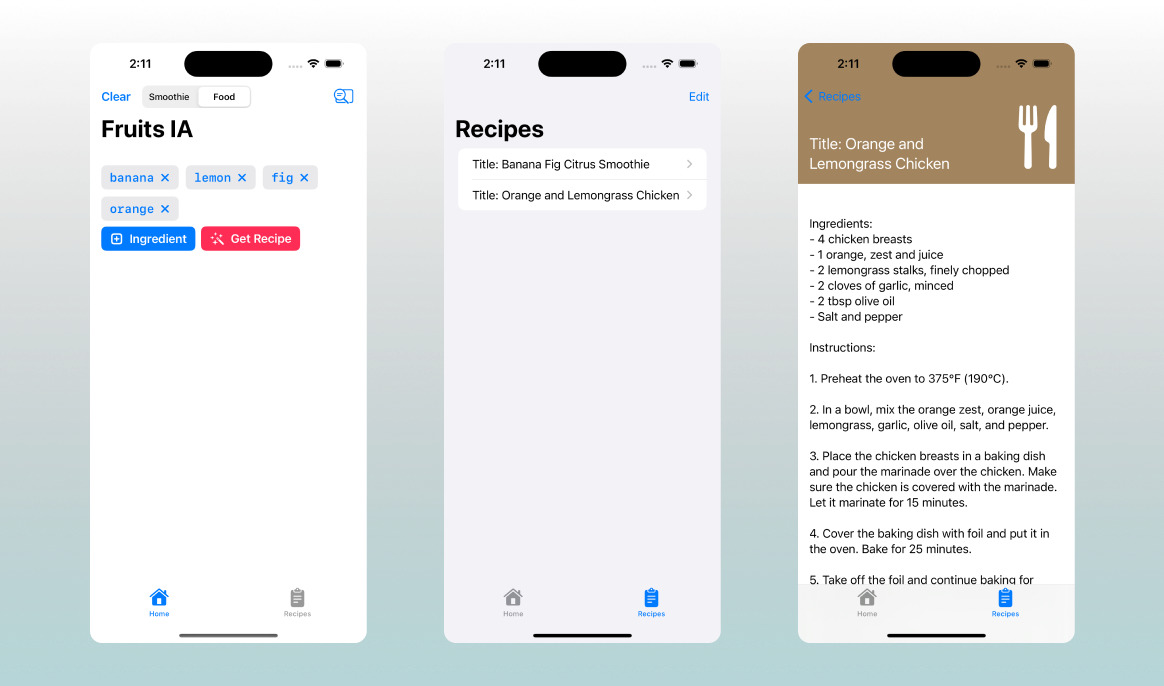 2:11
Clear Smoothie Food
Fruits IA
banana × lemon × fig ×
orange ×
Ingredient Get Recipe
Home Recipes
2:11
Edit
Recipes
Title: Banana Fig Citrus Smoothie
Title: Orange and Lemongrass Chicken
Home Recipes
2:11
Recipes
Title: Orange and
Lemongrass Chicken
Ingredients:
- 4 chicken breasts
- 1 orange, zest and juice
- 2 lemongrass stalks, finely chopped
- 2 cloves of garlic, minced
- 2 tbsp olive oil
- Salt and pepper
Instructions:
1. Preheat the oven to 375°F (190°C).
2. In a bowl, mix the orange zest, orange juice,
lemongrass, garlic, olive oil, salt, and pepper.
3. Place the chicken breasts in a baking dish
and pour the marinade over the chicken. Make
sure the chicken is covered with the marinade.
Let it marinate for 15 minutes.
4. Cover the baking dish with foil and put it in
the oven. Bake for 25 minutes.
5. Take off the foil and continue baking for
Home Recipes